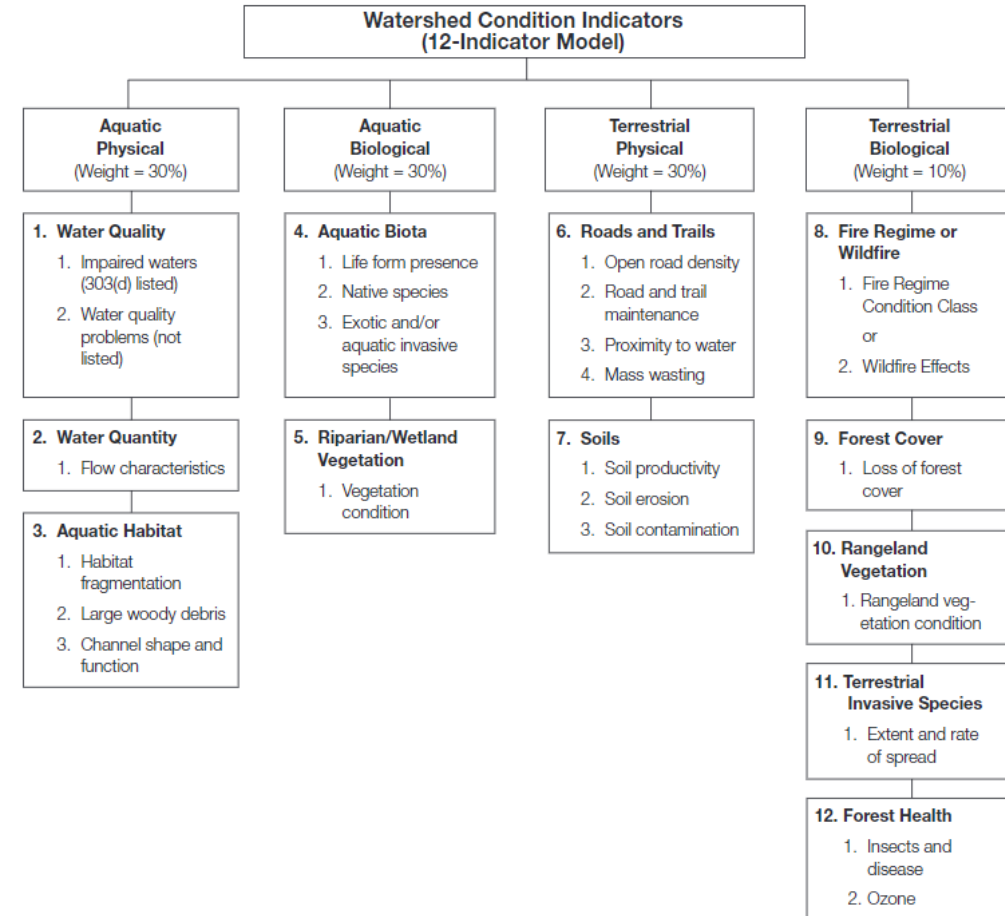 Watershed Condition Indicators
(12-Indicator Model)
Aquatic
Physical
(Weight = 30%)
1. Water Quality
1. Impaired waters
(303(d) listed)
2. Water quality
problems (not
listed)
2. Water Quantity
1. Flow characteristics
3. Aquatic Habitat
1. Habitat
fragmentation
2. Large woody debris
3. Channel shape and
function
Aquatic
Biological
(Weight = 30%)
4. Aquatic Biota
1. Life form presence
2. Native species
3. Exotic and/or
aquatic invasive
species
5. Riparian/Wetland
Vegetation
1. Vegetation
condition
Terrestrial
Physical
(Weight = 30%)
6. Roads and Trails
1. Open road density
2. Road and trail
maintenance
3. Proximity to water
4. Mass wasting
7. Soils
1. Soil productivity
2. Soil erosion
3. Soil contamination
Terrestrial
Biological
(Weight = 10%)
8. Fire Regime or
Wildfire
1. Fire Regime
Condition Class
or
2. Wildfire Effects
9. Forest Cover
1. Loss of forest
cover
10. Rangeland
Vegetation
1. Rangeland veg-
etation condition
11. Terrestrial
Invasive Species
1. Extent and rate
of spread
12. Forest Health
1. Insects and
disease
2. Ozone